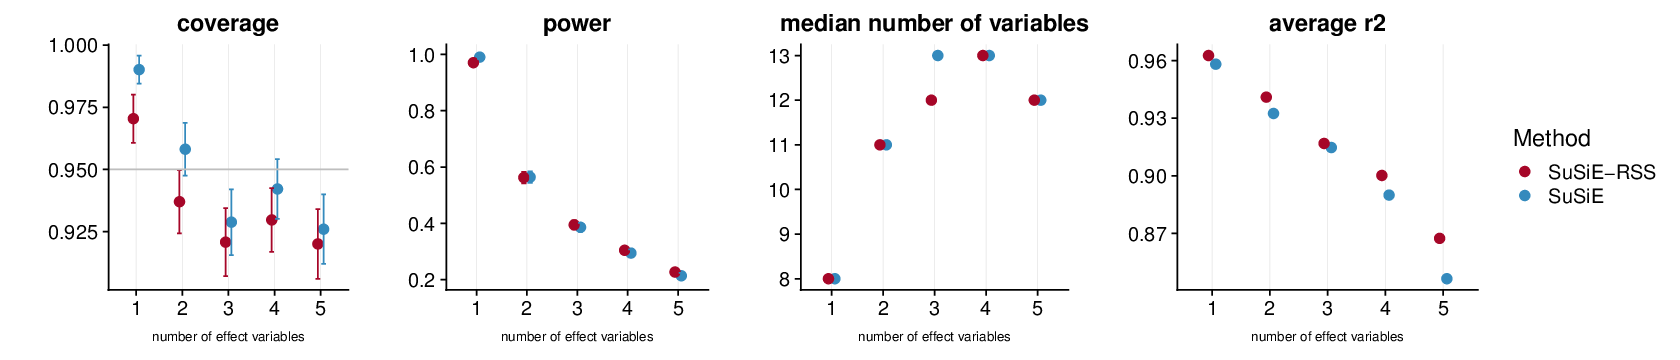 coverage
1.000
0.975
0.950
0.925
1 2 3 4 5
number of effect variables
power
1.0
0.8
0.6
0.4
0.2
1 2 3 4 5
number of effect variables
median number of variables
13
12
11
10
9
8
1 2 3 4 5
number of effect variables
average r2
0.96
0.93
0.90
0.87
1 2 3 4 5
number of effect variables
Method
SuSiE−RSS
SuSiE